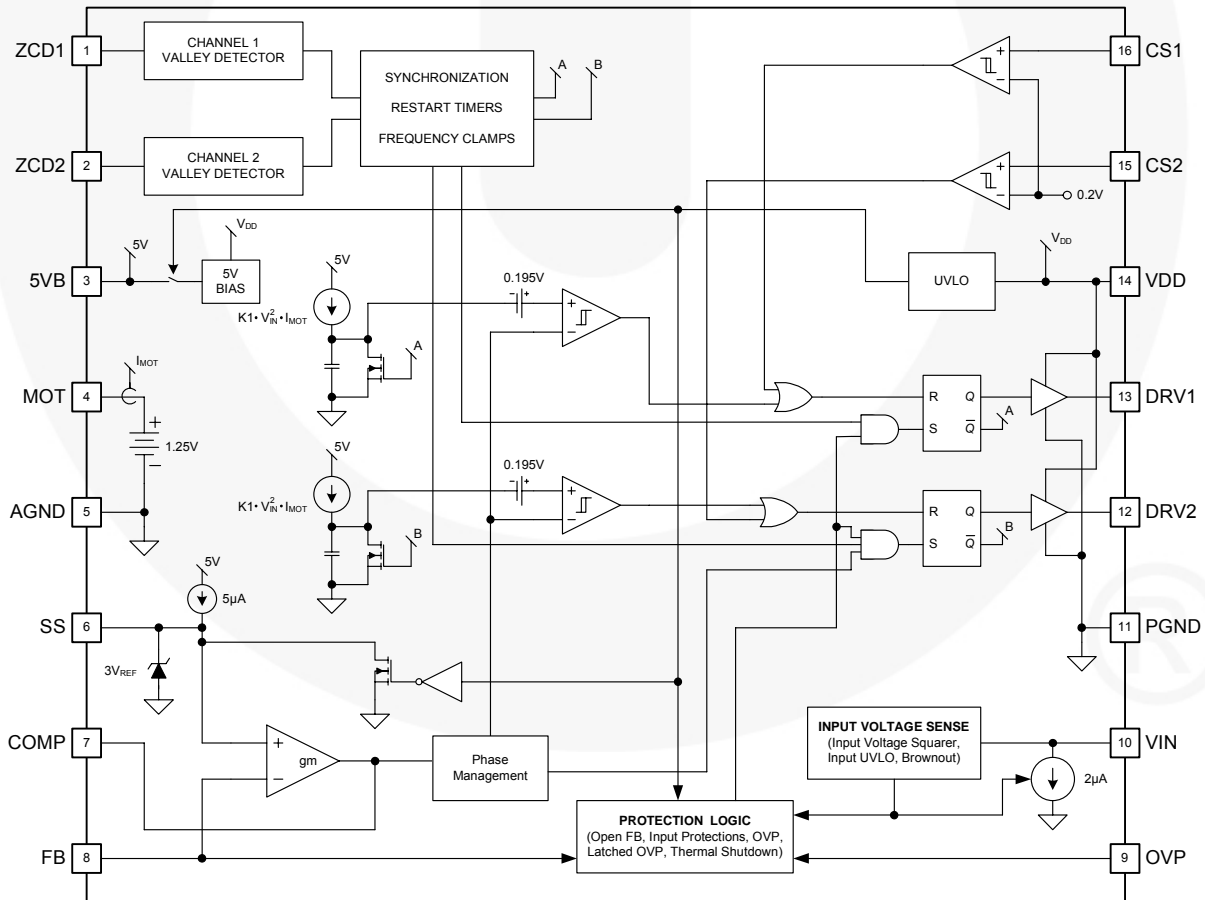 ZCD1
1
CHANNEL 1
VALLEY DETECTOR
SYNCHRONIZATION
RESTART TIMERS
FREQUENCY CLAMPS
A
B
+
−
16
CS1
ZCD2
2
CHANNEL 2
VALLEY DETECTOR
+
−
15
CS2
0.2V
5V
VDD
5VB
3
5V
BIAS
UVLO
VDD
14
VDD
5V
K1• V²IN • IMOT
0.195V
+
−
A
IMOT
MOT
4
+
1.25V
−
R
Q
S
Q̅
A
13
DRV1
5V
K1• V²IN • IMOT
0.195V
+
−
B
AGND
5
R
Q
S
Q̅
B
12
DRV2
5V
5µA
SS
6
3VREF
11
PGND
®
COMP
7
+
−
gm
Phase
Management
INPUT VOLTAGE SENSE
(Input Voltage Squarer,
Input UVLO, Brownout)
10
VIN
2µA
PROTECTION LOGIC
(Open FB, Input Protections, OVP,
Latched OVP, Thermal Shutdown)
FB
8
9
OVP